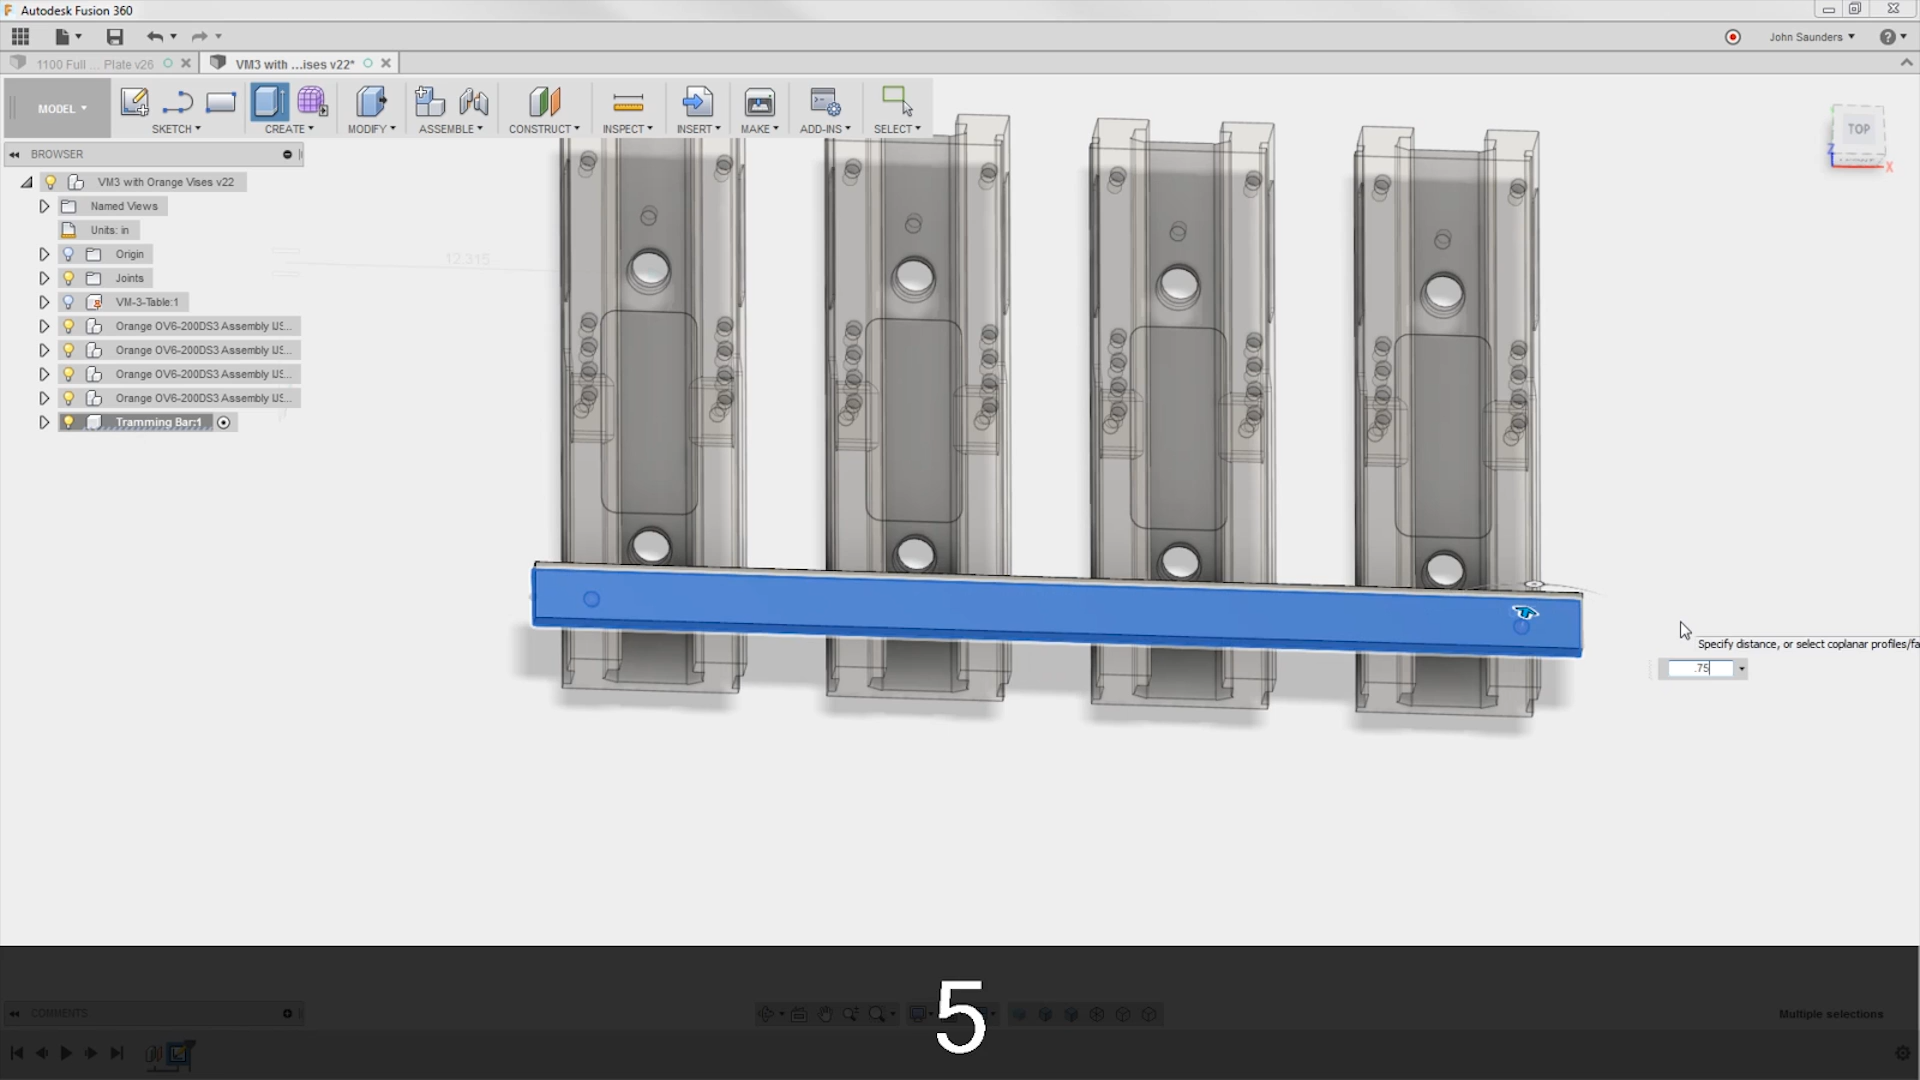 Autodesk Fusion 360
John Saunders
1100 Full ... Plate v26
VM3 with ...ises v22*
MODEL
SKETCH
CREATE
MODIFY
ASSEMBLE
CONSTRUCT
INSPECT
INSERT
MAKE
ADD-INS
SELECT
TOP
Z
X
BROWSER
VM3 with Orange Vises v22
Named Views
Units: in
Origin
Joints
VM-3-Table:1
Orange OV6-200DS3 Assembly US...
Orange OV6-200DS3 Assembly US...
Orange OV6-200DS3 Assembly US...
Orange OV6-200DS3 Assembly US...
Tramming Bar:1
12.315
Specify distance, or select coplanar profiles/fa
.75
5
COMMENTS
Multiple selections